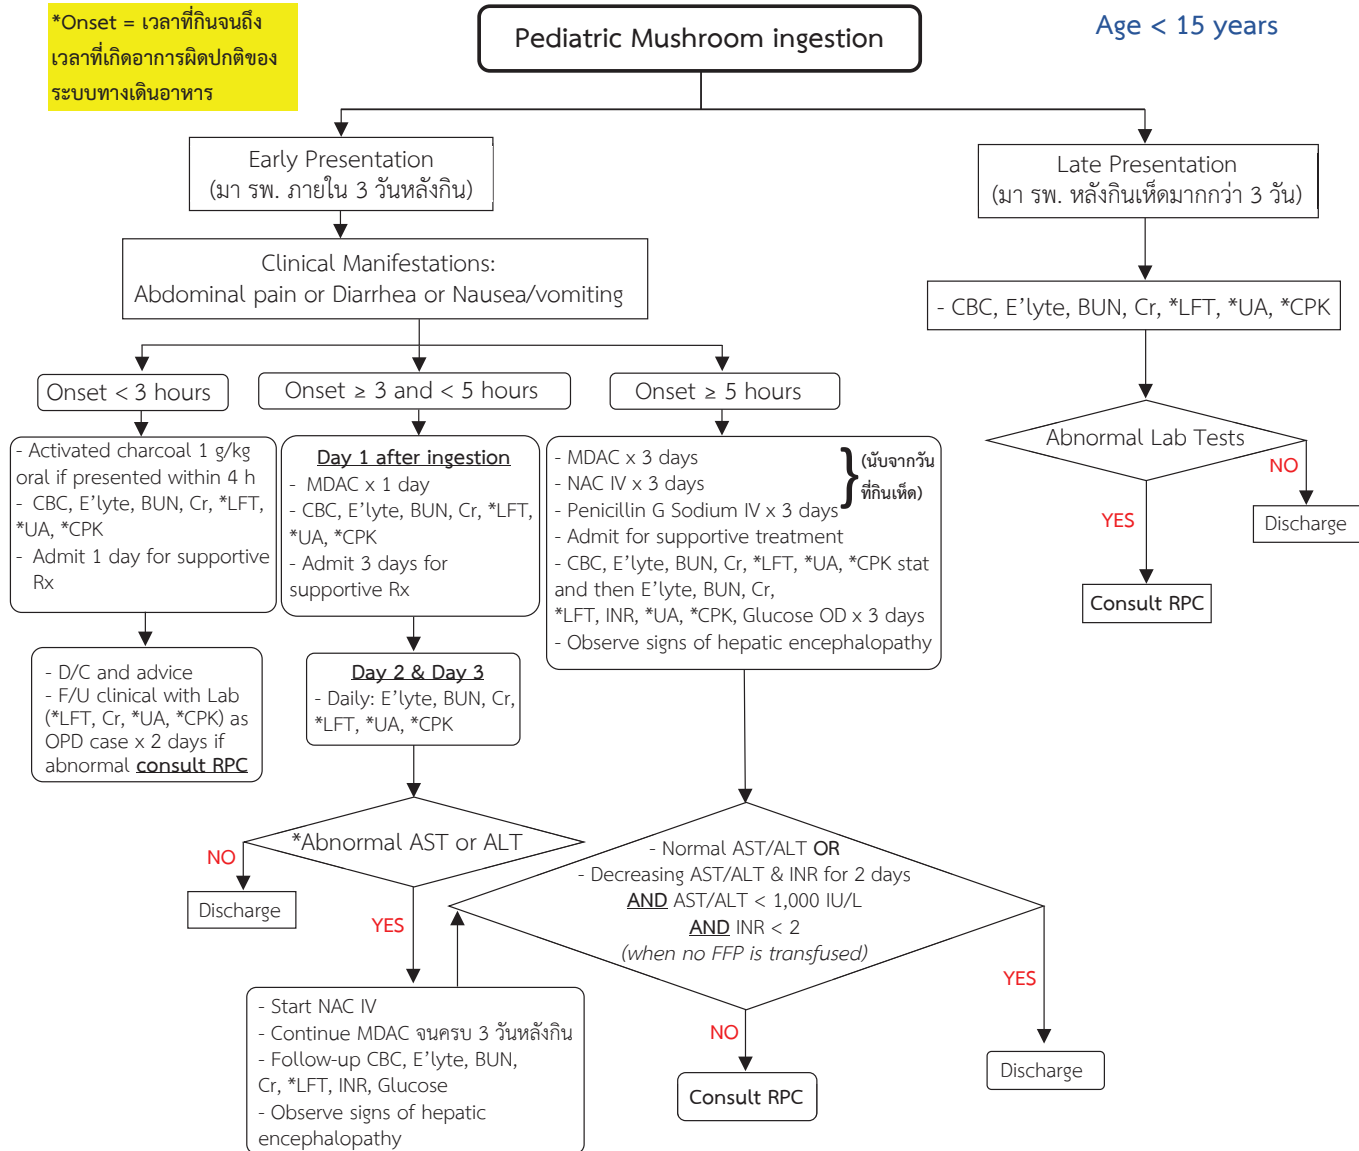 *Onset = เวลาที่กินจนถึง
เวลาที่เกิดอาการผิดปกติของ
ระบบทางเดินอาหาร
Pediatric Mushroom ingestion
Age < 15 years
Early Presentation
(มา รพ. ภายใน 3 วันหลังกิน)
Late Presentation
(มา รพ. หลังกินเห็ดมากกว่า 3 วัน)
Clinical Manifestations:
Abdominal pain or Diarrhea or Nausea/vomiting
- CBC, E'lyte, BUN, Cr, *LFT, *UA, *CPK
Onset < 3 hours
Onset ≥ 3 and < 5 hours
Onset ≥ 5 hours
Abnormal Lab Tests
NO
YES
Discharge
Consult RPC
- Activated charcoal 1 g/kg
oral if presented within 4 h
- CBC, E'lyte, BUN, Cr, *LFT,
*UA, *CPK
- Admit 1 day for supportive
Rx
Day 1 after ingestion
- MDAC x 1 day
- CBC, E'lyte, BUN, Cr, *LFT,
*UA, *CPK
- Admit 3 days for
supportive Rx
- MDAC x 3 days
- NAC IV x 3 days
- Penicillin G Sodium IV x 3 days
(นับจากวัน
ที่กินเห็ด)
- Admit for supportive treatment
- CBC, E'lyte, BUN, Cr, *LFT, *UA, *CPK stat
and then E'lyte, BUN, Cr,
*LFT, INR, *UA, *CPK, Glucose OD x 3 days
- Observe signs of hepatic encephalopathy
- D/C and advice
- F/U clinical with Lab
(*LFT, Cr, *UA, *CPK) as
OPD case x 2 days if
abnormal consult RPC
Day 2 & Day 3
- Daily: E'lyte, BUN, Cr,
*LFT, *UA, *CPK
*Abnormal AST or ALT
NO
Discharge
YES
- Start NAC IV
- Continue MDAC จนครบ 3 วันหลังกิน
- Follow-up CBC, E'lyte, BUN,
Cr, *LFT, INR, Glucose
- Observe signs of hepatic
encephalopathy
- Normal AST/ALT OR
- Decreasing AST/ALT & INR for 2 days
AND AST/ALT < 1,000 IU/L
AND INR < 2
(when no FFP is transfused)
NO
Consult RPC
YES
Discharge